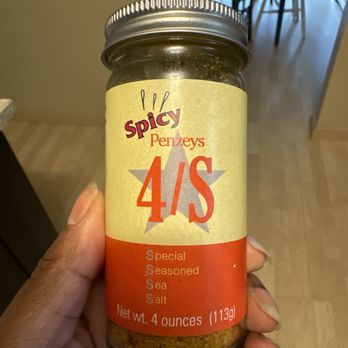 Spicy
Penzeys
4/S
Special
Seasoned
Sea
Salt
Net wt. 4 ounces (113g)